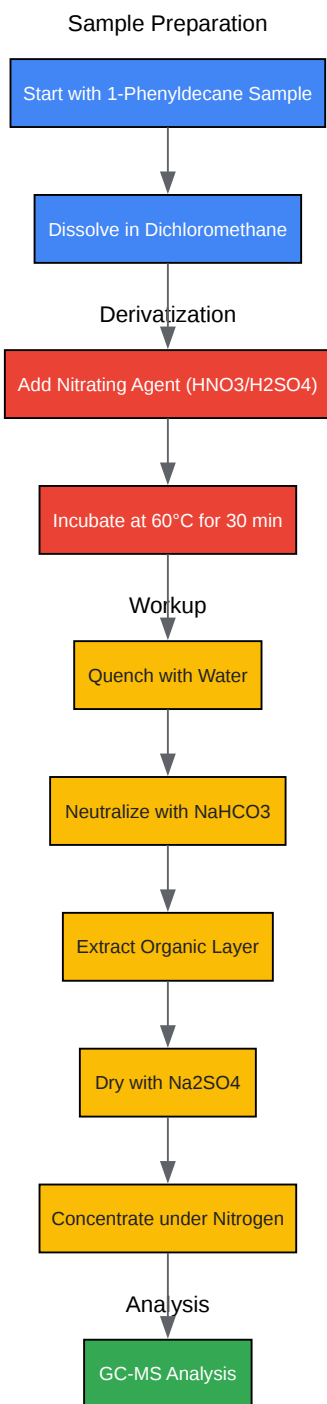 Sample Preparation
Start with 1-Phenyldecane Sample
Dissolve in Dichloromethane
Derivatization
Add Nitrating Agent (HNO3/H2SO4)
Incubate at 60°C for 30 min
Workup
Quench with Water
Neutralize with NaHCO3
Extract Organic Layer
Dry with Na2SO4
Concentrate under Nitrogen
Analysis
GC-MS Analysis